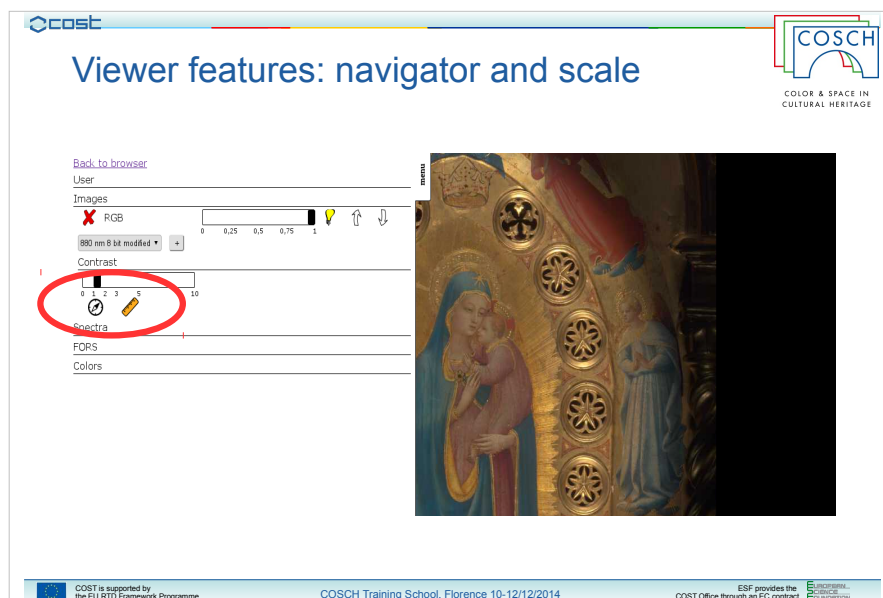 cost
COSCH
COLOR & SPACE IN
CULTURAL HERITAGE
Viewer features: navigator and scale
Back to browser
User
Images
RGB
0 0,25 0,5 0,75 1
880 nm 8 bit modified +
Contrast
0 1 2 3 5 10
Spectra
FORS
Colors
menu
COST is supported by
the EU RTD Framework Programme
COSCH Training School, Florence 10-12/12/2014
ESF provides the
COST Office through an EC contract
EUROPEAN
SCIENCE
FOUNDATION